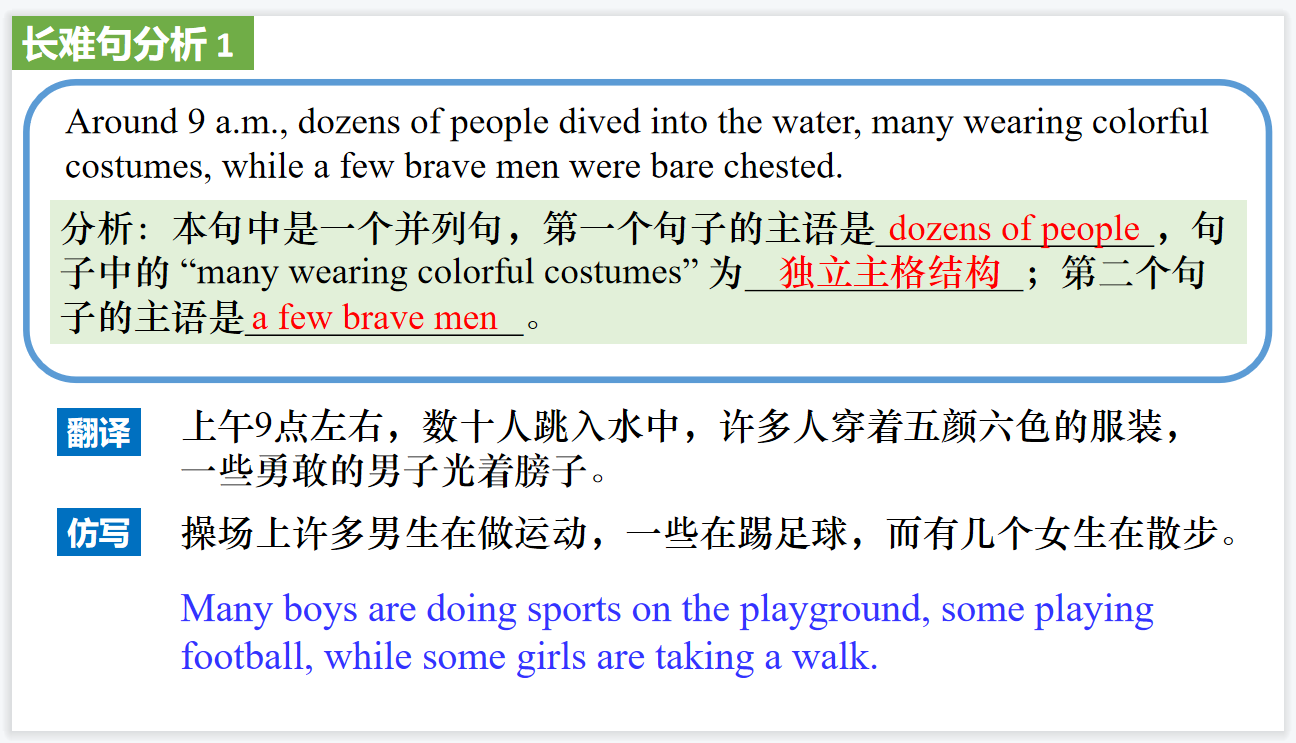 长难句分析 1
Around 9 a.m., dozens of people dived into the water, many wearing colorful
costumes, while a few brave men were bare chested.
分析：本句中是一个并列句，第一个句子的主语是 dozens of people ，句
子中的 “many wearing colorful costumes” 为 独立主格结构 ；第二个句
子的主语是 a few brave men 。
翻译 上午9点左右，数十人跳入水中，许多人穿着五颜六色的服装，
一些勇敢的男子光着膀子。
仿写 操场上许多男生在做运动，一些在踢足球，而有几个女生在散步。
Many boys are doing sports on the playground, some playing
football, while some girls are taking a walk.